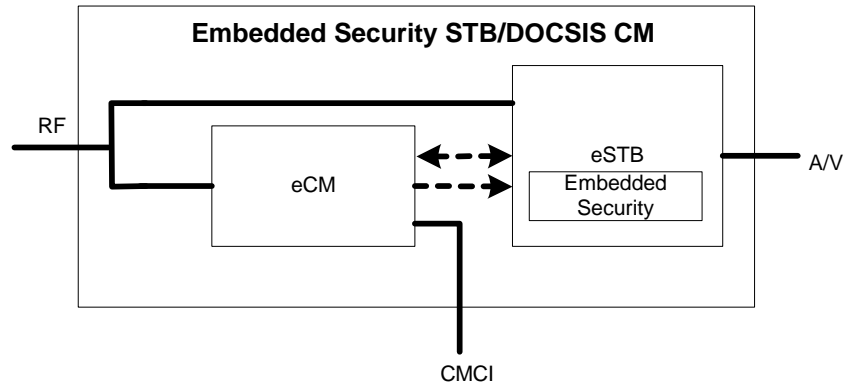 Embedded Security STB/DOCSIS CM
RF
eCM
eSTB
Embedded
Security
A/V
CMCI